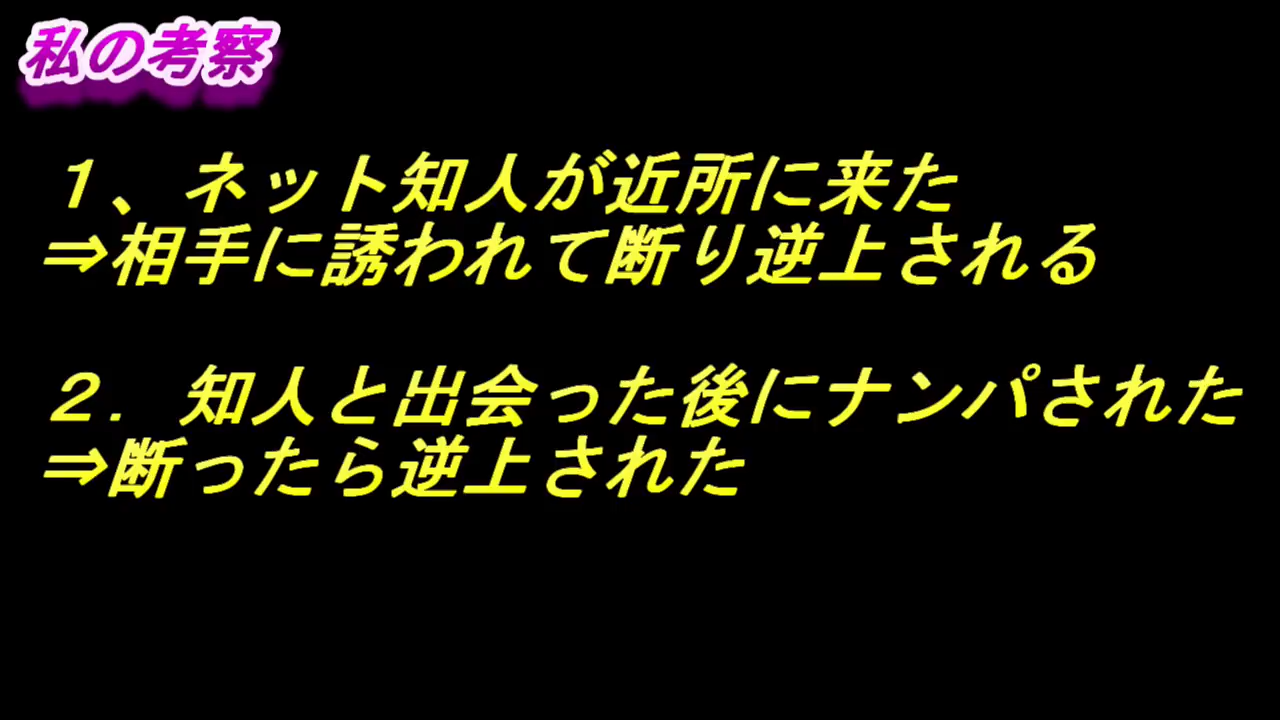 私の考察
１、ネット知人が近所に来た
⇒相手に誘われて断り逆上される
２．知人と出会った後にナンパされた
⇒断ったら逆上された